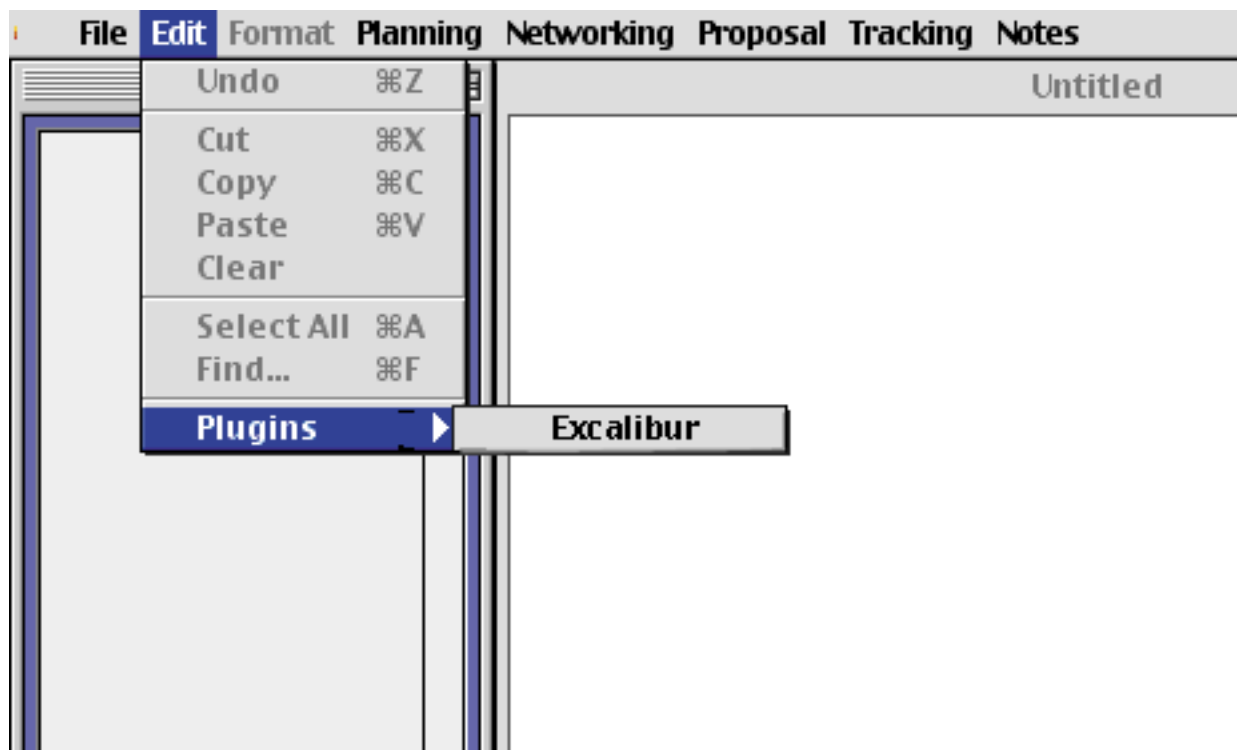 File Edit Format Planning Networking Proposal Tracking Notes
Untitled
Undo ⌘Z
Cut ⌘X
Copy ⌘C
Paste ⌘V
Clear
Select All ⌘A
Find... ⌘F
Plugins Excalibur